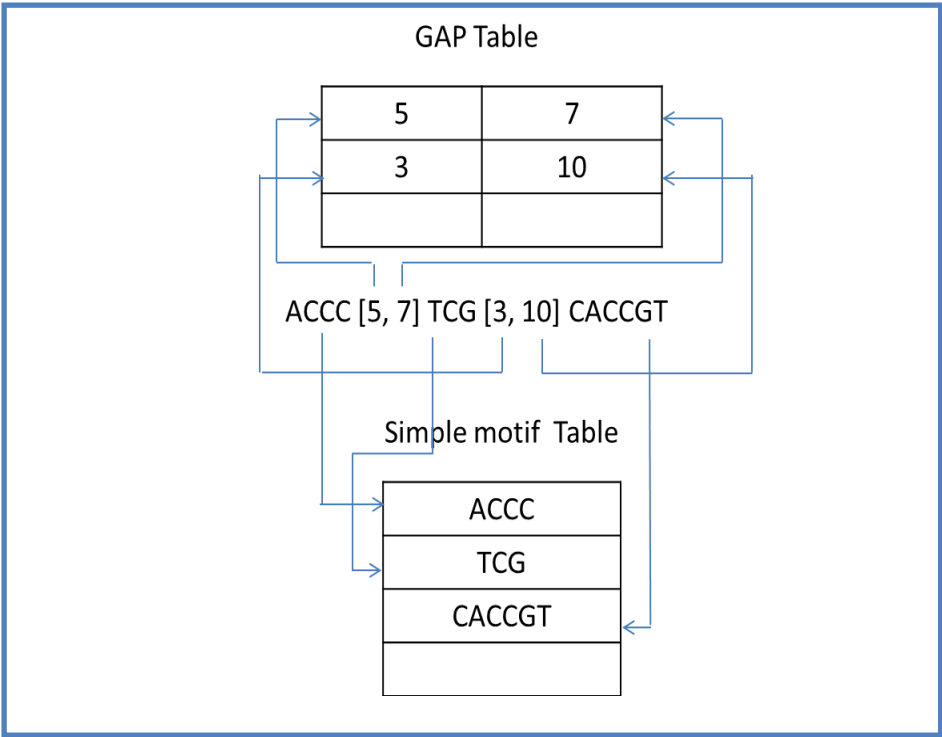 GAP Table
5 7
3 10
ACCC [5, 7] TCG [3, 10] CACCGT
Simple motif Table
ACCC
TCG
CACCGT